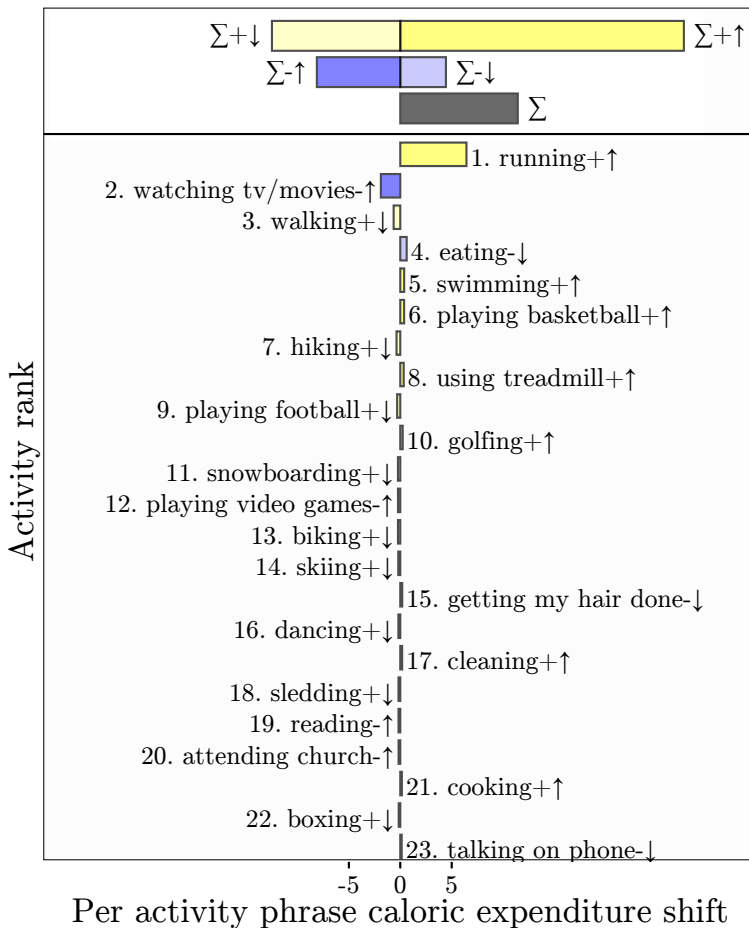 ∑+↓ ∑+↑
∑-↑ ∑-↓
∑
1. running+↑
2. watching tv/movies-↑
3. walking+↓
4. eating-↓
5. swimming+↑
6. playing basketball+↑
7. hiking+↓
8. using treadmill+↑
9. playing football+↓
10. golfing+↑
11. snowboarding+↓
12. playing video games-↑
13. biking+↓
14. skiing+↓
15. getting my hair done-↓
16. dancing+↓
17. cleaning+↑
18. sledding+↓
19. reading-↑
20. attending church-↑
21. cooking+↑
22. boxing+↓
23. talking on phone-↓
Activity rank
-5 0 5
Per activity phrase caloric expenditure shift